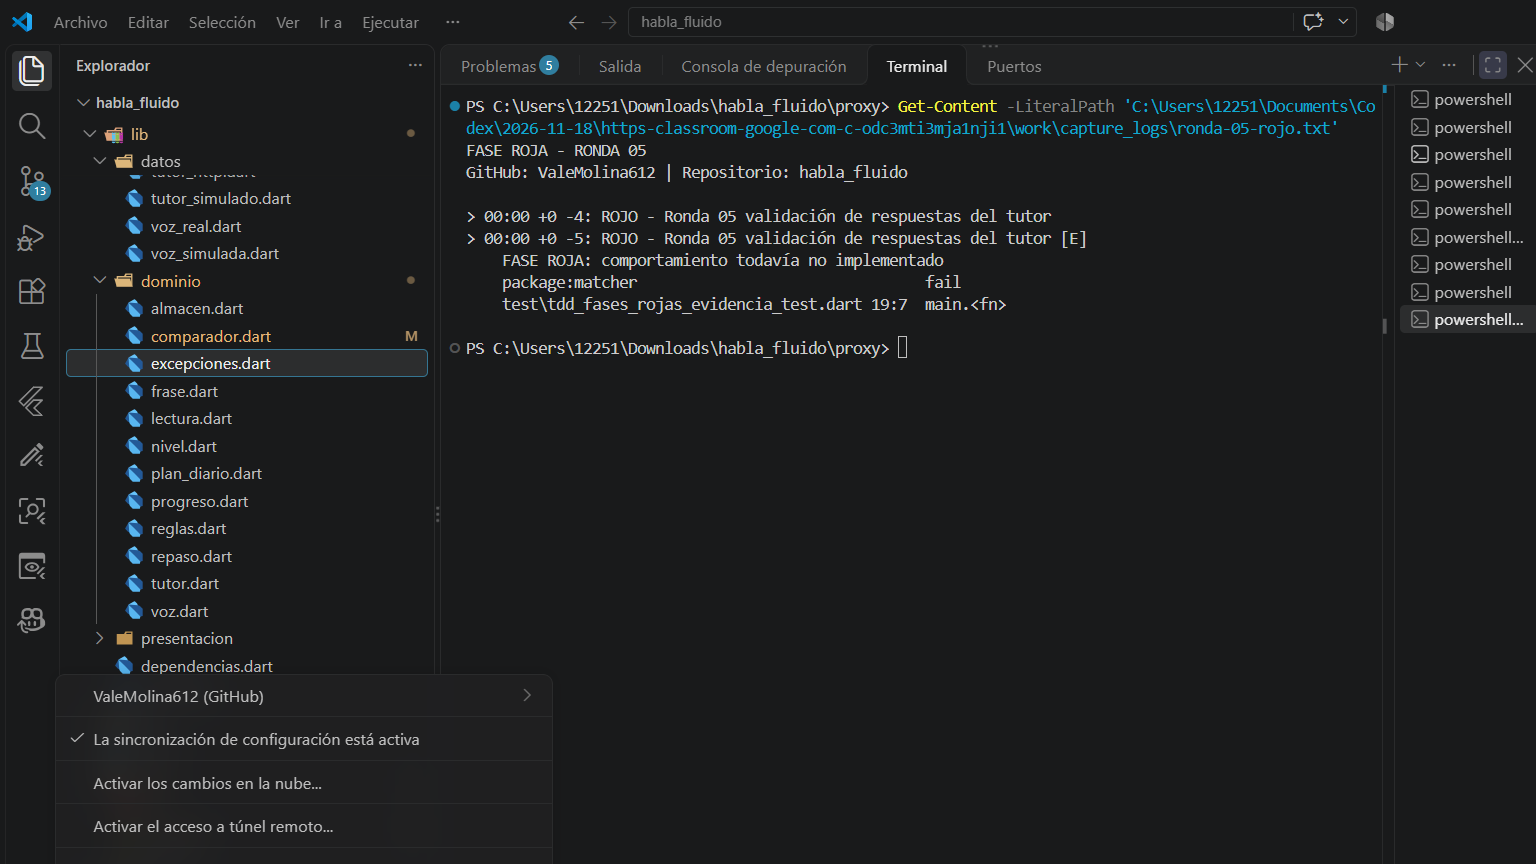 Archivo Editar Selección Ver Ir a Ejecutar ···
habla_fluido
Explorador ···
habla_fluido
lib
datos
tutor_http.dart
tutor_simulado.dart
voz_real.dart
voz_simulada.dart
dominio
almacen.dart
comparador.dart M
excepciones.dart
frase.dart
lectura.dart
nivel.dart
plan_diario.dart
progreso.dart
reglas.dart
repaso.dart
tutor.dart
voz.dart
presentacion
dependencias.dart
13
ValeMolina612 (GitHub)
La sincronización de configuración está activa
Activar los cambios en la nube...
Activar el acceso a túnel remoto...
Problemas 5 Salida Consola de depuración Terminal Puertos
PS C:\Users\12251\Downloads\habla_fluido\proxy> Get-Content -LiteralPath 'C:\Users\12251\Documents\Co
dex\2026-11-18\https-classroom-google-com-c-odc3mti3mja1nji1\work\capture_logs\ronda-05-rojo.txt'
FASE ROJA - RONDA 05
GitHub: ValeMolina612 | Repositorio: habla_fluido
> 00:00 +0 -4: ROJO - Ronda 05 validación de respuestas del tutor
> 00:00 +0 -5: ROJO - Ronda 05 validación de respuestas del tutor [E]
FASE ROJA: comportamiento todavía no implementado
package:matcher fail
test\tdd_fases_rojas_evidencia_test.dart 19:7 main.<fn>
PS C:\Users\12251\Downloads\habla_fluido\proxy>
powershell
powershell
powershell
powershell
powershell
powershell...
powershell
powershell
powershell...